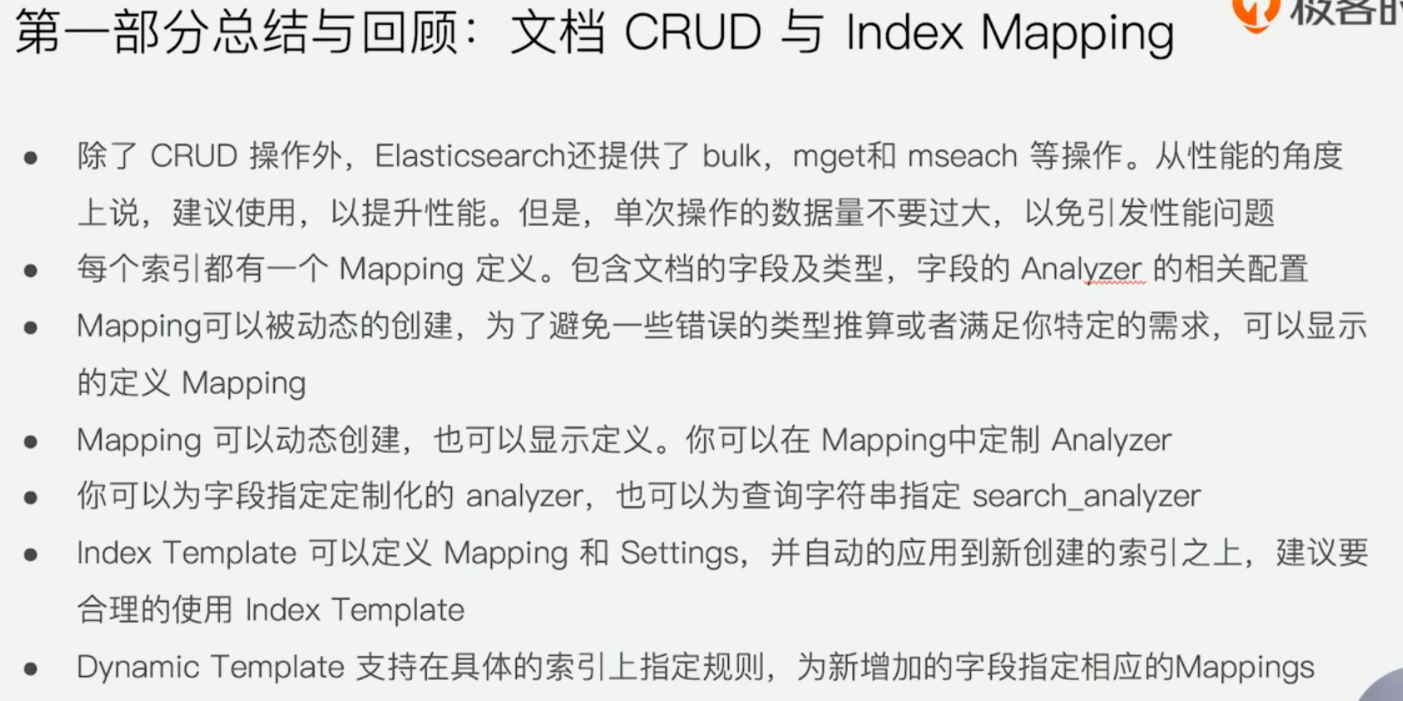 第一部分总结与回顾：文档 CRUD 与 Index Mapping
极客时
● 除了 CRUD 操作外，Elasticsearch还提供了 bulk，mget和 mseach 等操作。从性能的角度
上说，建议使用，以提升性能。但是，单次操作的数据量不要过大，以免引发性能问题
● 每个索引都有一个 Mapping 定义。包含文档的字段及类型，字段的 Analyzer 的相关配置
● Mapping可以被动态的创建，为了避免一些错误的类型推算或者满足你特定的需求，可以显示
的定义 Mapping
● Mapping 可以动态创建，也可以显示定义。你可以在 Mapping中定制 Analyzer
● 你可以为字段指定定制化的 analyzer，也可以为查询字符串指定 search_analyzer
● Index Template 可以定义 Mapping 和 Settings，并自动的应用到新创建的索引之上，建议要
合理的使用 Index Template
● Dynamic Template 支持在具体的索引上指定规则，为新增加的字段指定相应的Mappings